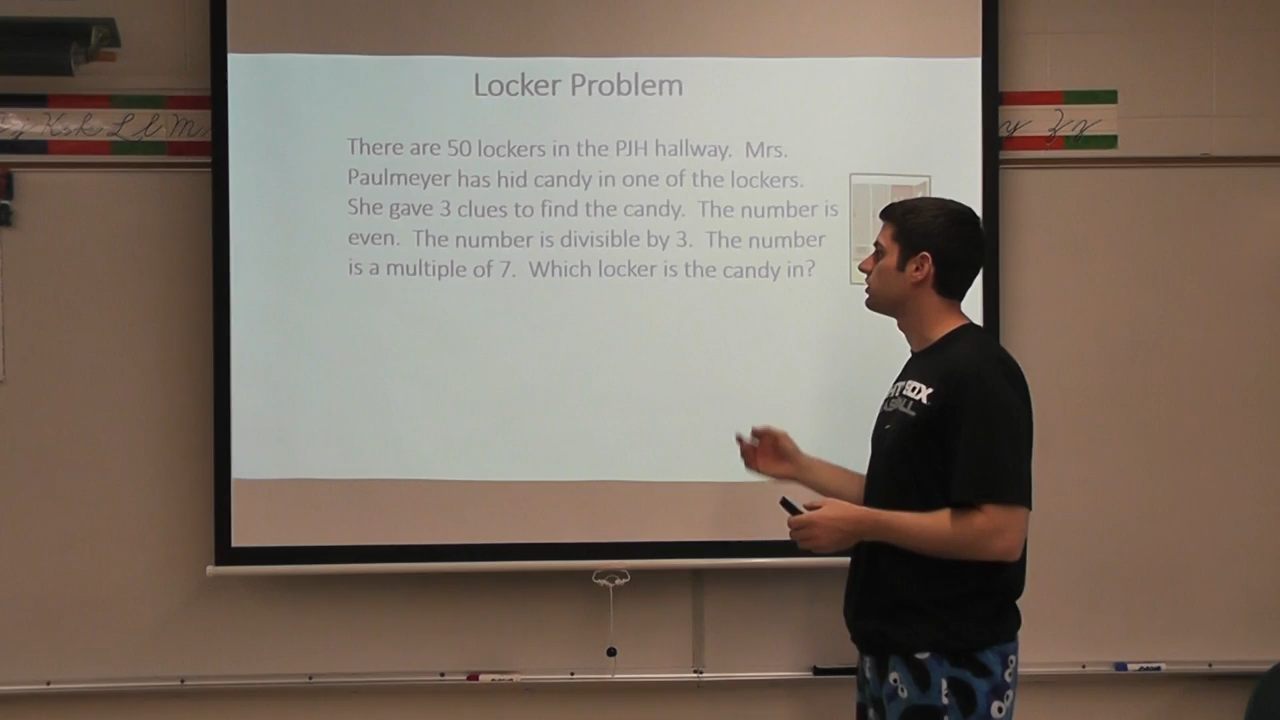 Locker Problem
There are 50 lockers in the PJH hallway.  Mrs.
Paulmeyer has hid candy in one of the lockers.
She gave 3 clues to find the candy.  The number is
even.  The number is divisible by 3.  The number
is a multiple of 7.  Which locker is the candy in?
K k L l M
y Z z
SOX